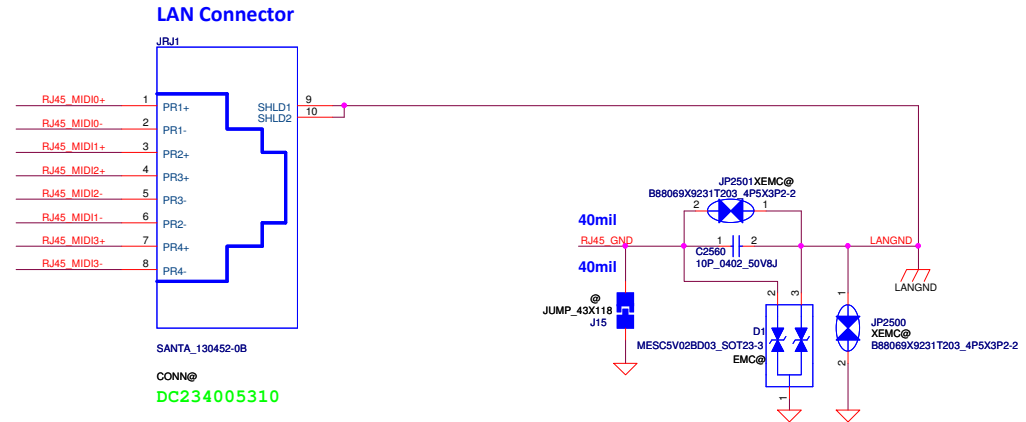 LAN Connector
JRJ1
RJ45_MIDI0+ 1 PR1+
RJ45_MIDI0- 2 PR1-
RJ45_MIDI1+ 3 PR2+
RJ45_MIDI2+ 4 PR3+
RJ45_MIDI2- 5 PR3-
RJ45_MIDI1- 6 PR2-
RJ45_MIDI3+ 7 PR4+
RJ45_MIDI3- 8 PR4-
SHLD1 9
SHLD2 10
SANTA_130452-0B
CONN@
DC234005310
JP2501XEMC@
B88069X9231T203_4P5X3P2-2
2 1
40mil
RJ45_GND
40mil
1 2
C2560
10P_0402_50V8J
LANGND
LANGND
@
JUMP_43X118
J15
2 3
D1
MESC5V02BD03_SOT23-3
EMC@
1
1
JP2500
XEMC@
B88069X9231T203_4P5X3P2-2
2